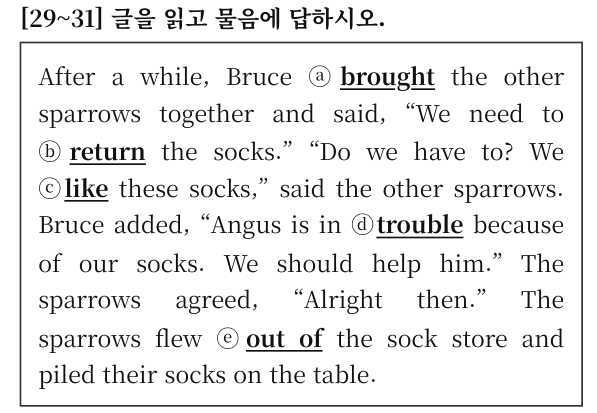 [29~31] 글을 읽고 물음에 답하시오.
After a while, Bruce ⓐ brought the other
sparrows together and said, “We need to
ⓑ return the socks.” “Do we have to? We
ⓒ like these socks,” said the other sparrows.
Bruce added, “Angus is in ⓓ trouble because
of our socks. We should help him.” The
sparrows agreed, “Alright then.” The
sparrows flew ⓔ out of the sock store and
piled their socks on the table.